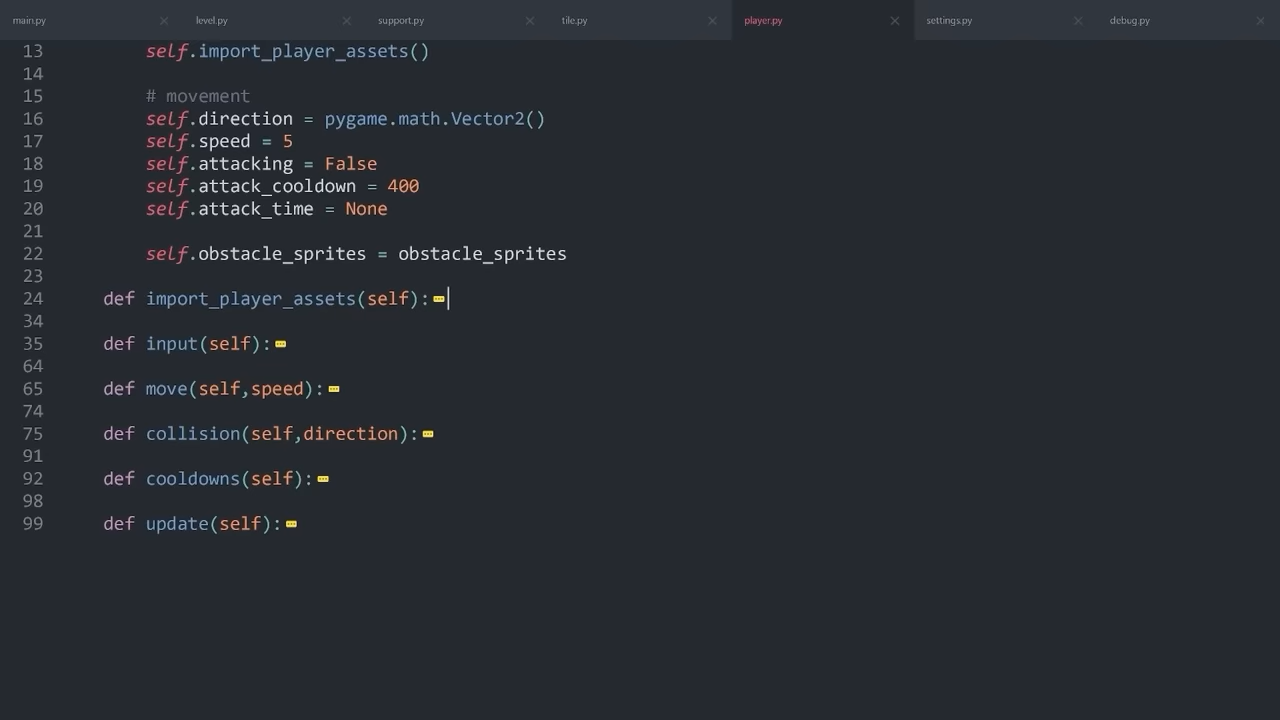 main.py × level.py × support.py × tile.py × player.py × settings.py × debug.py ×
13 self.import_player_assets()
14
15 # movement
16 self.direction = pygame.math.Vector2()
17 self.speed = 5
18 self.attacking = False
19 self.attack_cooldown = 400
20 self.attack_time = None
21
22 self.obstacle_sprites = obstacle_sprites
23
24 def import_player_assets(self):
34
35 def input(self):
64
65 def move(self,speed):
74
75 def collision(self,direction):
91
92 def cooldowns(self):
98
99 def update(self):